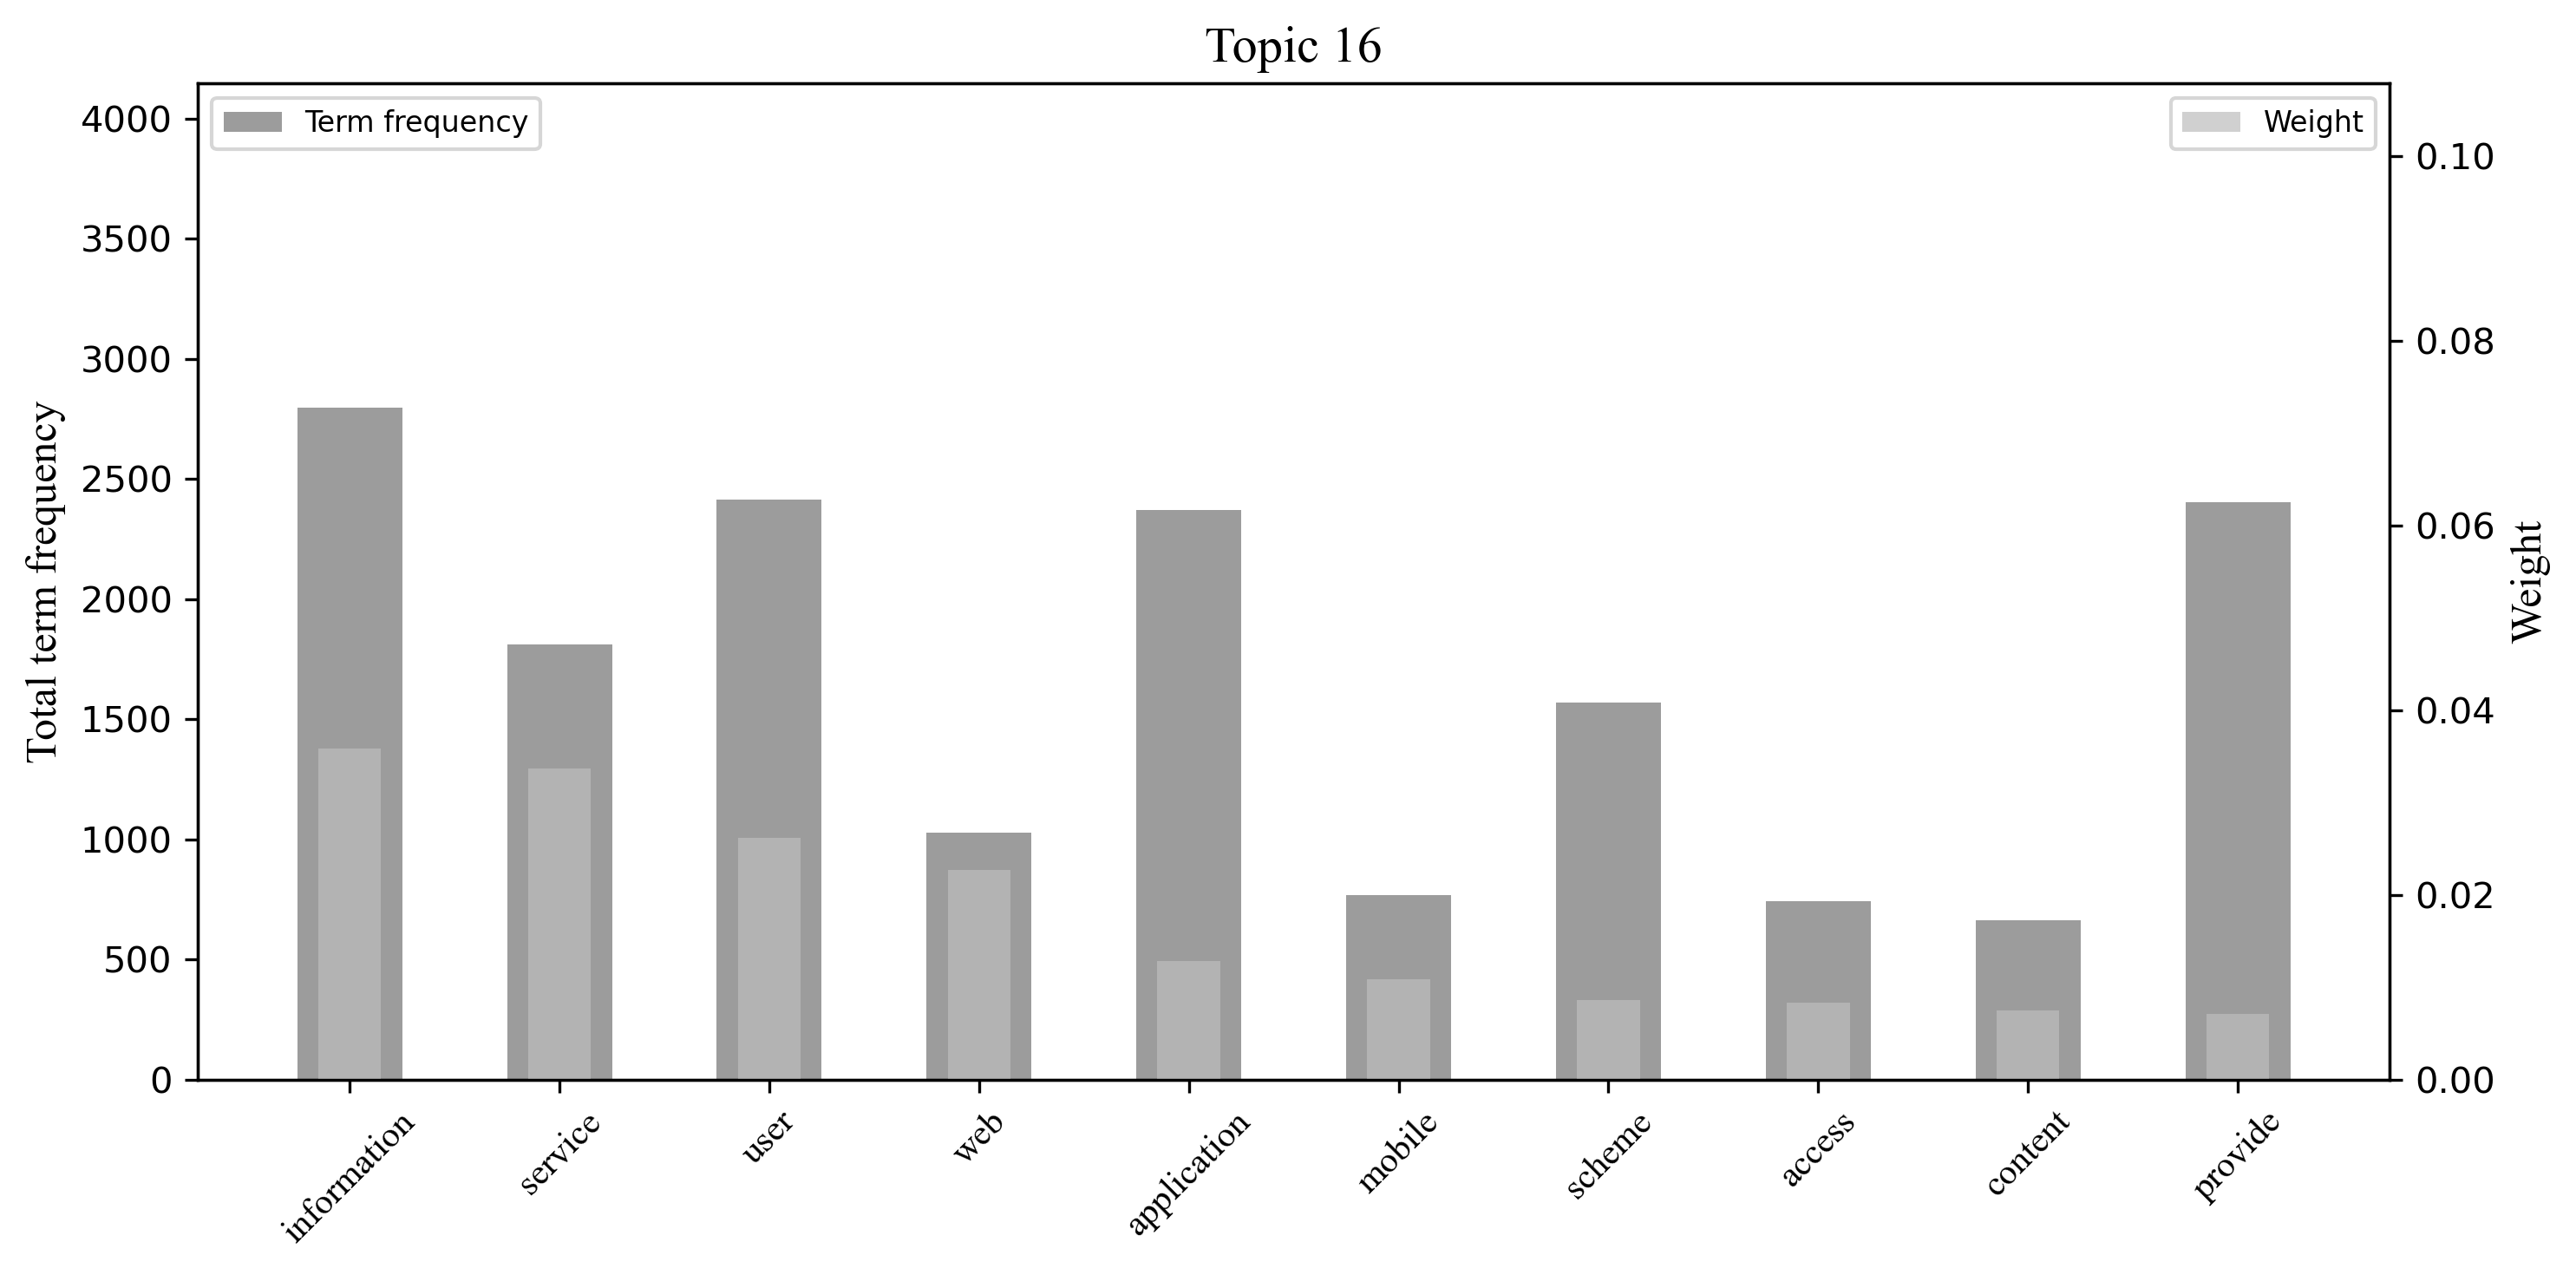 Topic 16
Term frequency
Weight
4000
3500
3000
2500
2000
1500
1000
500
0
Total term frequency
0.10
0.08
0.06
0.04
0.02
0.00
Weight
information
service
user
web
application
mobile
scheme
access
content
provide